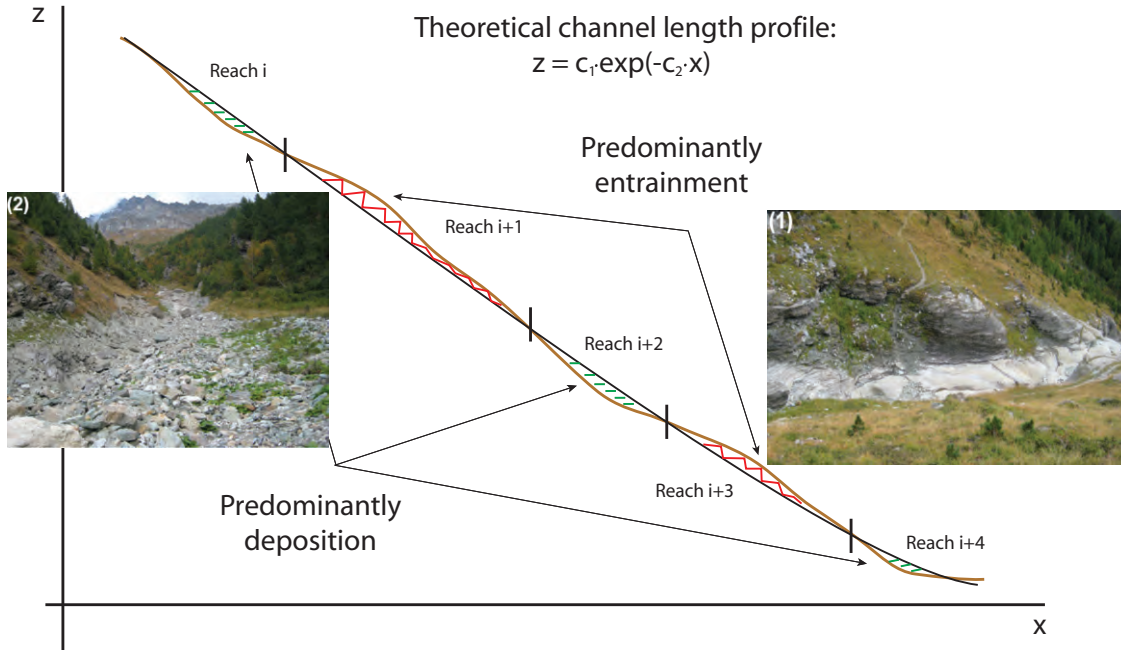 z
Theoretical channel length profile:
z = c₁·exp(-c₂·x)
Reach i
Predominantly
entrainment
(2)
Reach i+1
(1)
Reach i+2
Reach i+3
Predominantly
deposition
Reach i+4
x